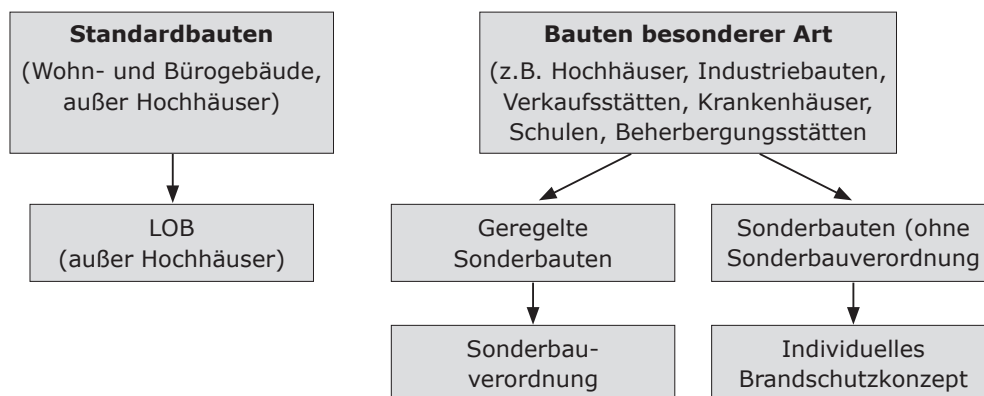 Standardbauten
(Wohn- und Bürogebäude,
außer Hochhäuser)
LOB
(außer Hochhäuser)
Bauten besonderer Art
(z.B. Hochhäuser, Industriebauten,
Verkaufsstätten, Krankenhäuser,
Schulen, Beherbergungsstätten
Geregelte
Sonderbauten
Sonderbau-
verordnung
Sonderbauten (ohne
Sonderbauverordnung
Individuelles
Brandschutzkonzept